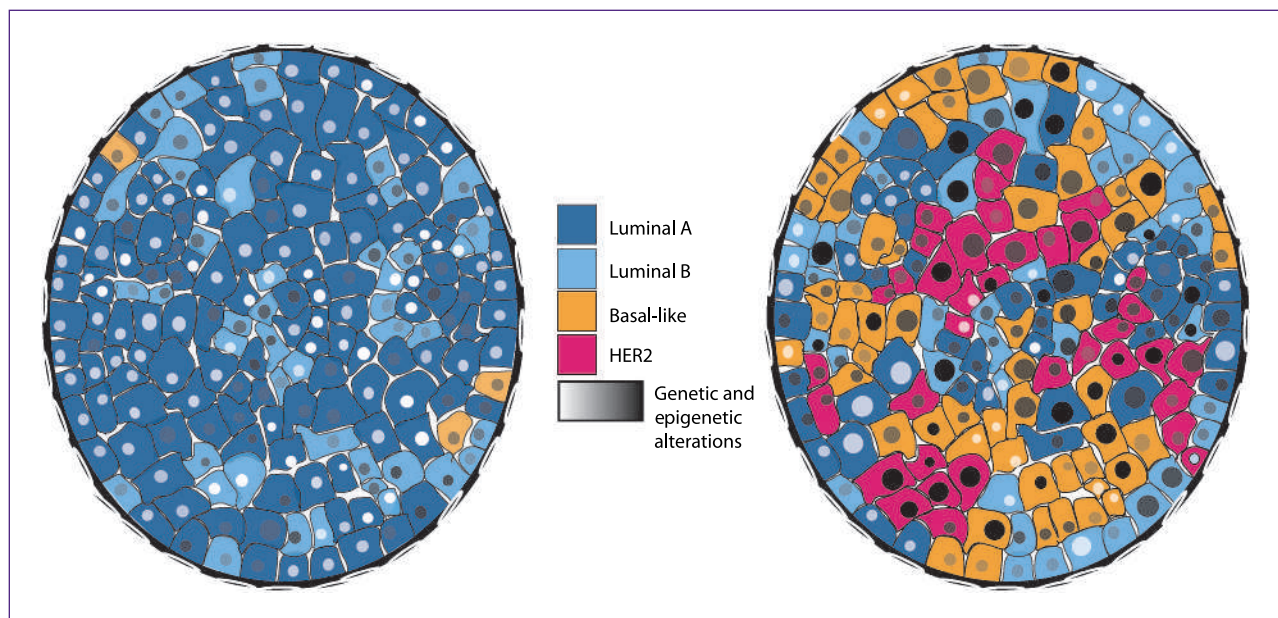 Luminal A
Luminal B
Basal-like
HER2
Genetic and
epigenetic
alterations